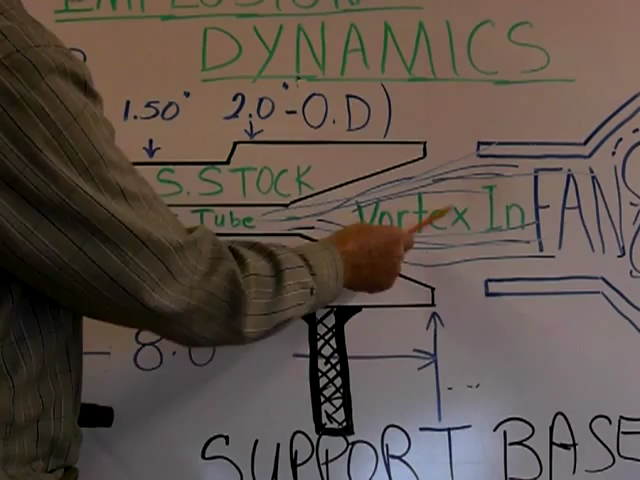 DYNAMICS
1.50" 2.0"-O.D)
S.STOCK
Tube
Vortex In
FAN
8.0
SUPPORT BASE